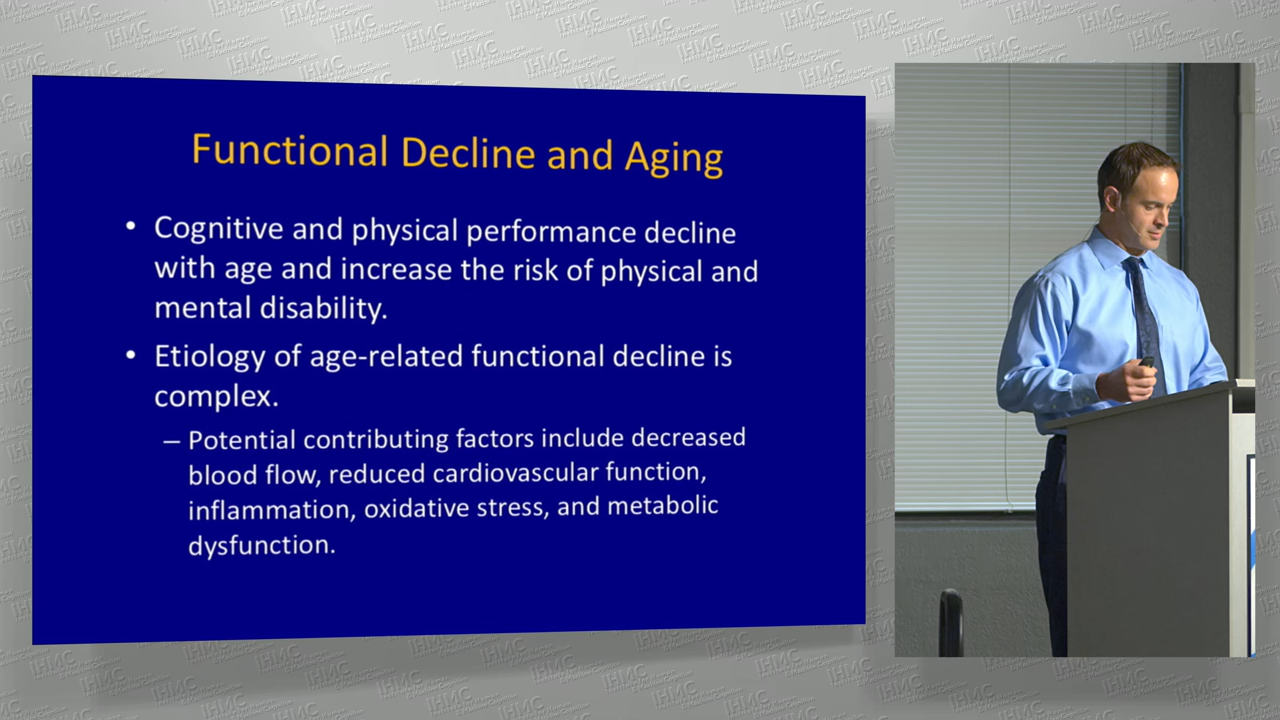 Functional Decline and Aging
• Cognitive and physical performance decline
with age and increase the risk of physical and
mental disability.
• Etiology of age-related functional decline is
complex.
– Potential contributing factors include decreased
blood flow, reduced cardiovascular function,
inflammation, oxidative stress, and metabolic
dysfunction.
IHMC